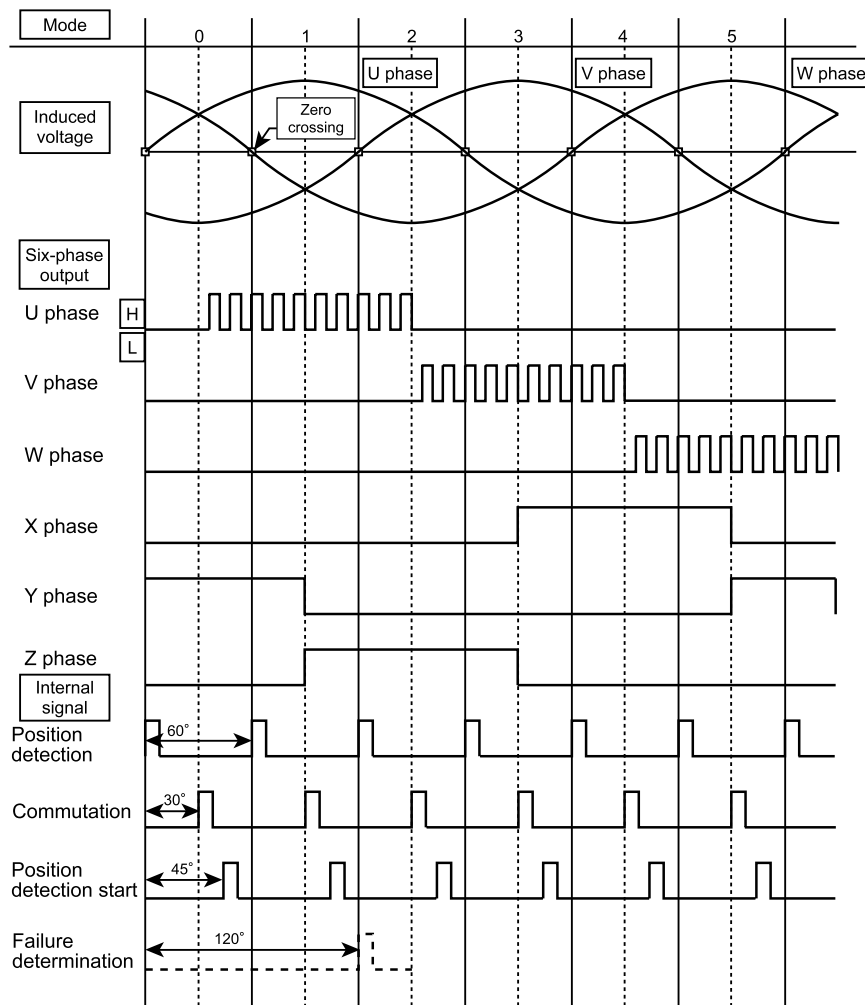 Mode
0 1 2 3 4 5
U phase
V phase
W phase
Induced
voltage
Zero
crossing
Six-phase
output
U phase
H
L
V phase
W phase
X phase
Y phase
Z phase
Internal
signal
Position
detection
60°
Commutation
30°
Position
detection start
45°
Failure
determination
120°